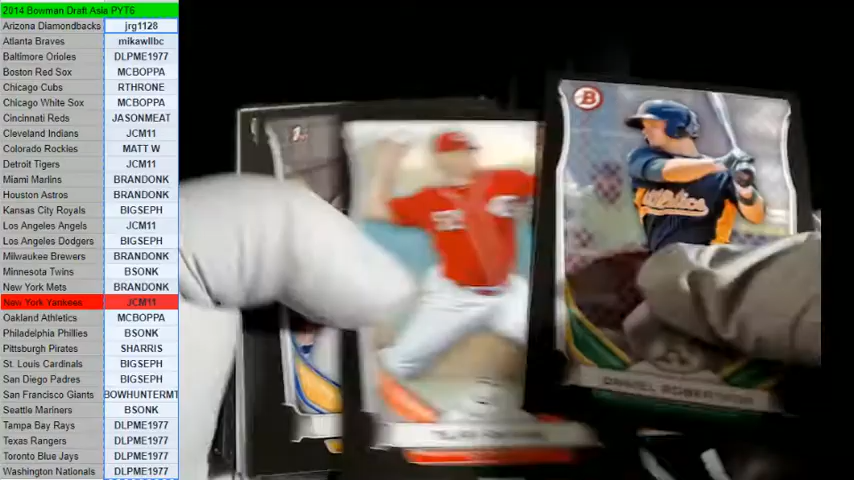 2014 Bowman Draft Asia PYT6
Arizona Diamondbacks jrg1128
Atlanta Braves mikawllbc
Baltimore Orioles DLPME1977
Boston Red Sox MCBOPPA
Chicago Cubs RTHRONE
Chicago White Sox MCBOPPA
Cincinnati Reds JASONMEAT
Cleveland Indians JCM11
Colorado Rockies MATT W
Detroit Tigers JCM11
Miami Marlins BRANDONK
Houston Astros BRANDONK
Kansas City Royals BIGSEPH
Los Angeles Angels JCM11
Los Angeles Dodgers BIGSEPH
Milwaukee Brewers BRANDONK
Minnesota Twins BSONK
New York Mets BRANDONK
New York Yankees JCM11
Oakland Athletics MCBOPPA
Philadelphia Phillies BSONK
Pittsburgh Pirates SHARRIS
St. Louis Cardinals BIGSEPH
San Diego Padres BIGSEPH
San Francisco Giants BOWHUNTERMT
Seattle Mariners BSONK
Tampa Bay Rays DLPME1977
Texas Rangers DLPME1977
Toronto Blue Jays DLPME1977
Washington Nationals DLPME1977
B
Athletics
DANIEL ROBERTSON